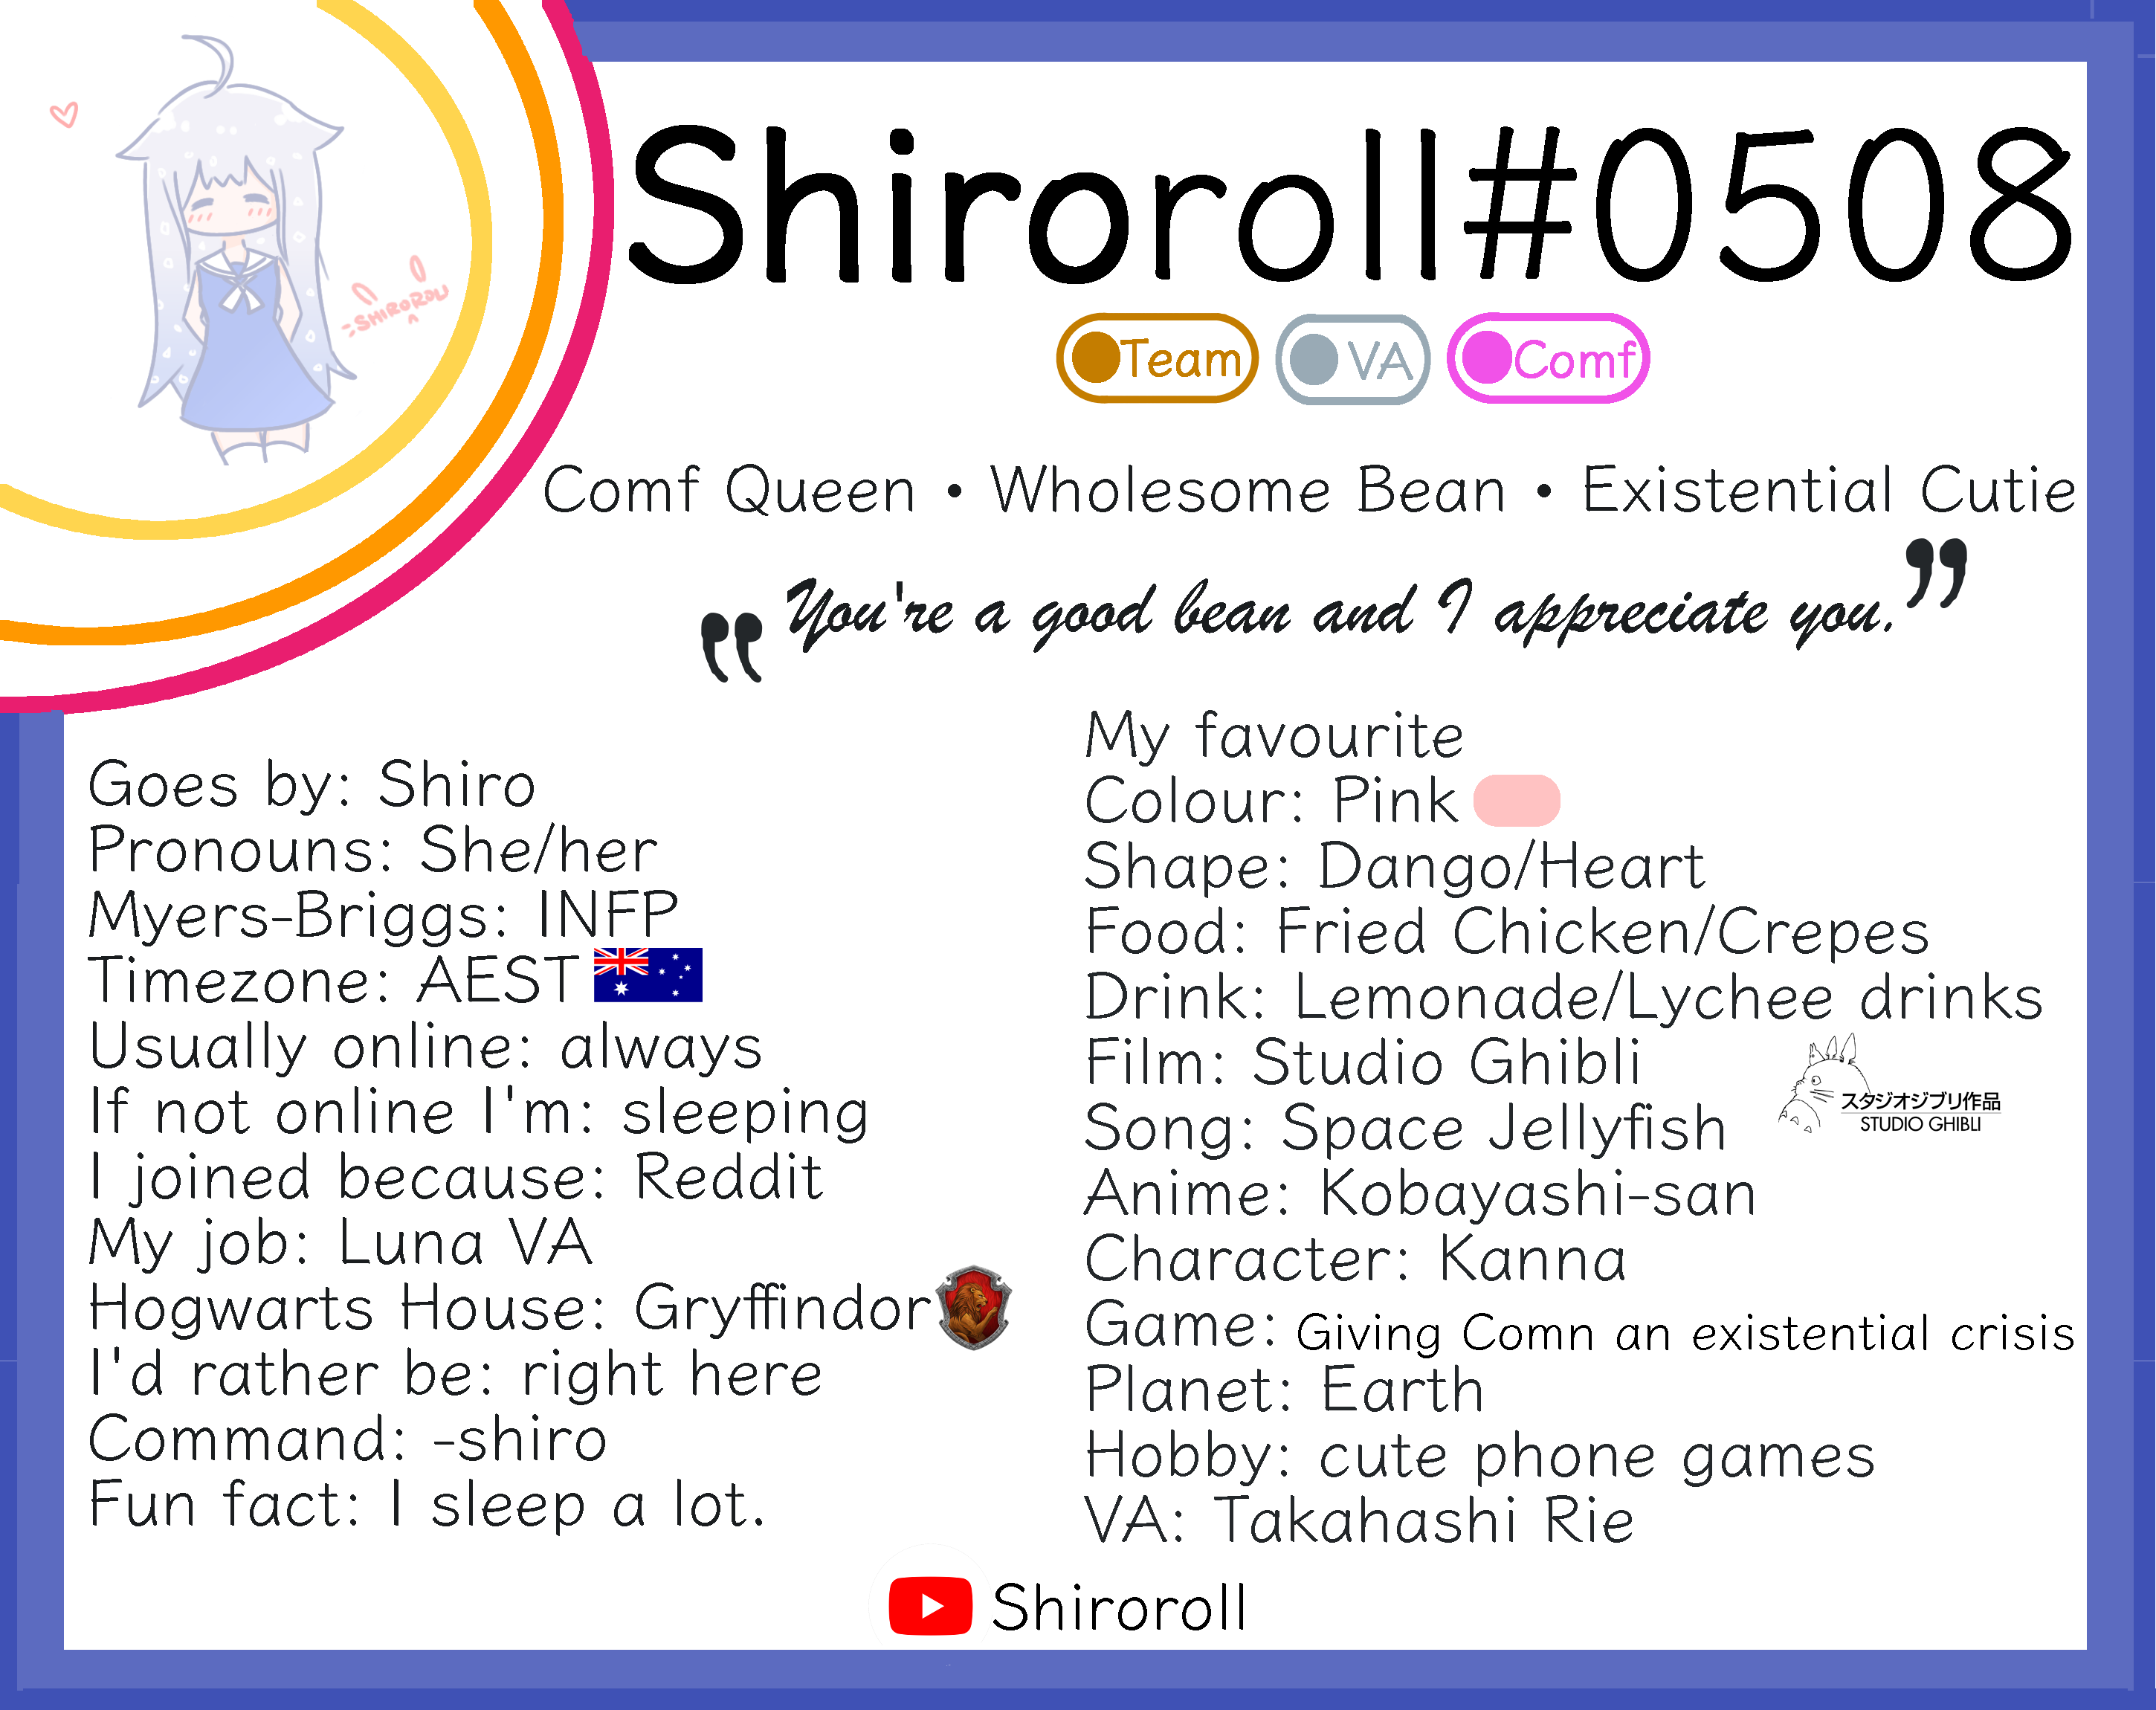 SHIROROLL
Shiroroll#0508
Team VA Comf
Comf Queen • Wholesome Bean • Existential Cutie
"You're a good bean and I appreciate you."
Goes by: Shiro
Pronouns: She/her
Myers-Briggs: INFP
Timezone: AEST
Usually online: always
If not online I'm: sleeping
I joined because: Reddit
My job: Luna VA
Hogwarts House: Gryffindor
I'd rather be: right here
Command: -shiro
Fun fact: I sleep a lot.
My favourite
Colour: Pink
Shape: Dango/Heart
Food: Fried Chicken/Crepes
Drink: Lemonade/Lychee drinks
Film: Studio Ghibli
スタジオジブリ作品
STUDIO GHIBLI
Song: Space Jellyfish
Anime: Kobayashi-san
Character: Kanna
Game: Giving Comn an existential crisis
Planet: Earth
Hobby: cute phone games
VA: Takahashi Rie
Shiroroll